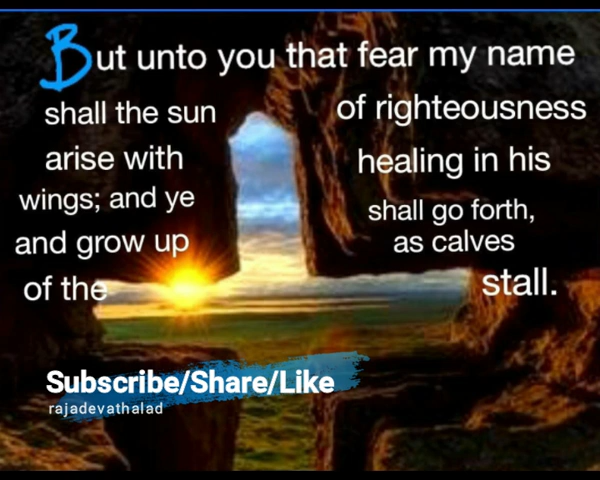 But unto you that fear my name
shall the sun of righteousness
arise with healing in his
wings; and ye shall go forth,
and grow up as calves
of the stall.
Subscribe/Share/Like
rajadevathalad